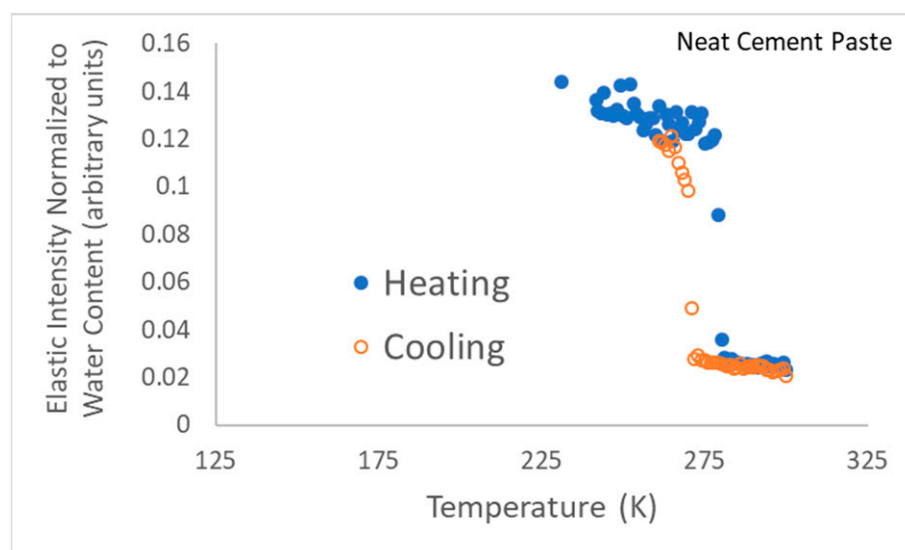 Neat Cement Paste
Elastic Intensity Normalized to
Water Content (arbitrary units)
0.16
0.14
0.12
0.1
0.08
0.06
0.04
0.02
0
Heating
Cooling
125 175 225 275 325
Temperature (K)